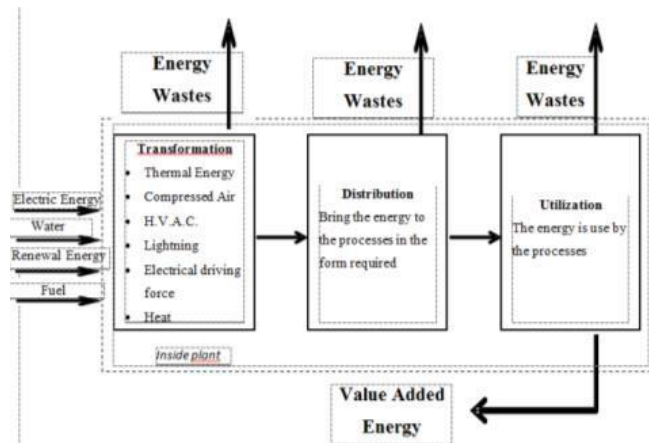 Energy
Wastes
Energy
Wastes
Energy
Wastes
Electric Energy
Water
Renewal Energy
Fuel
Transformation
• Thermal Energy
• Compressed Air
• H.V.A.C.
• Lightning
• Electrical driving
force
• Heat
Distribution
Bring the energy to
the processes in the
form required
Utilization
The energy is use by
the processes
Inside plant
Value Added
Energy